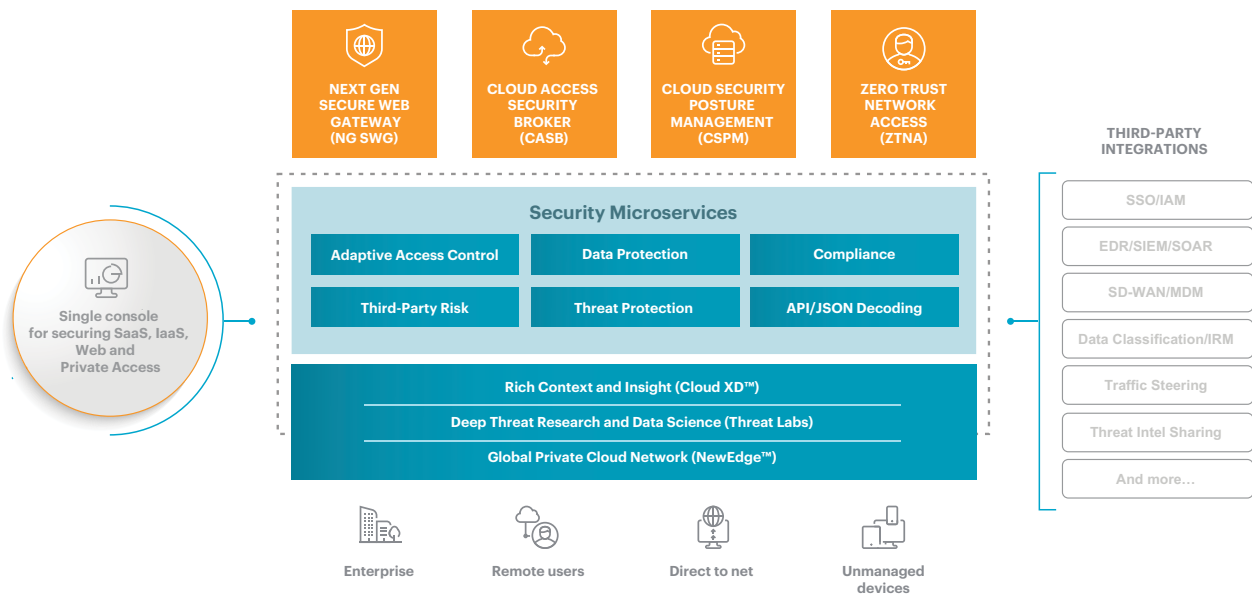 NEXT GEN
SECURE WEB
GATEWAY
(NG SWG)
CLOUD ACCESS
SECURITY
BROKER
(CASB)
CLOUD SECURITY
POSTURE
MANAGEMENT
(CSPM)
ZERO TRUST
NETWORK
ACCESS
(ZTNA)
Single console
for securing SaaS, IaaS,
Web and
Private Access
Security Microservices
Adaptive Access Control
Data Protection
Compliance
Third-Party Risk
Threat Protection
API/JSON Decoding
Rich Context and Insight (Cloud XD™)
Deep Threat Research and Data Science (Threat Labs)
Global Private Cloud Network (NewEdge™)
Enterprise
Remote users
Direct to net
Unmanaged
devices
THIRD-PARTY
INTEGRATIONS
SSO/IAM
EDR/SIEM/SOAR
SD-WAN/MDM
Data Classification/IRM
Traffic Steering
Threat Intel Sharing
And more…